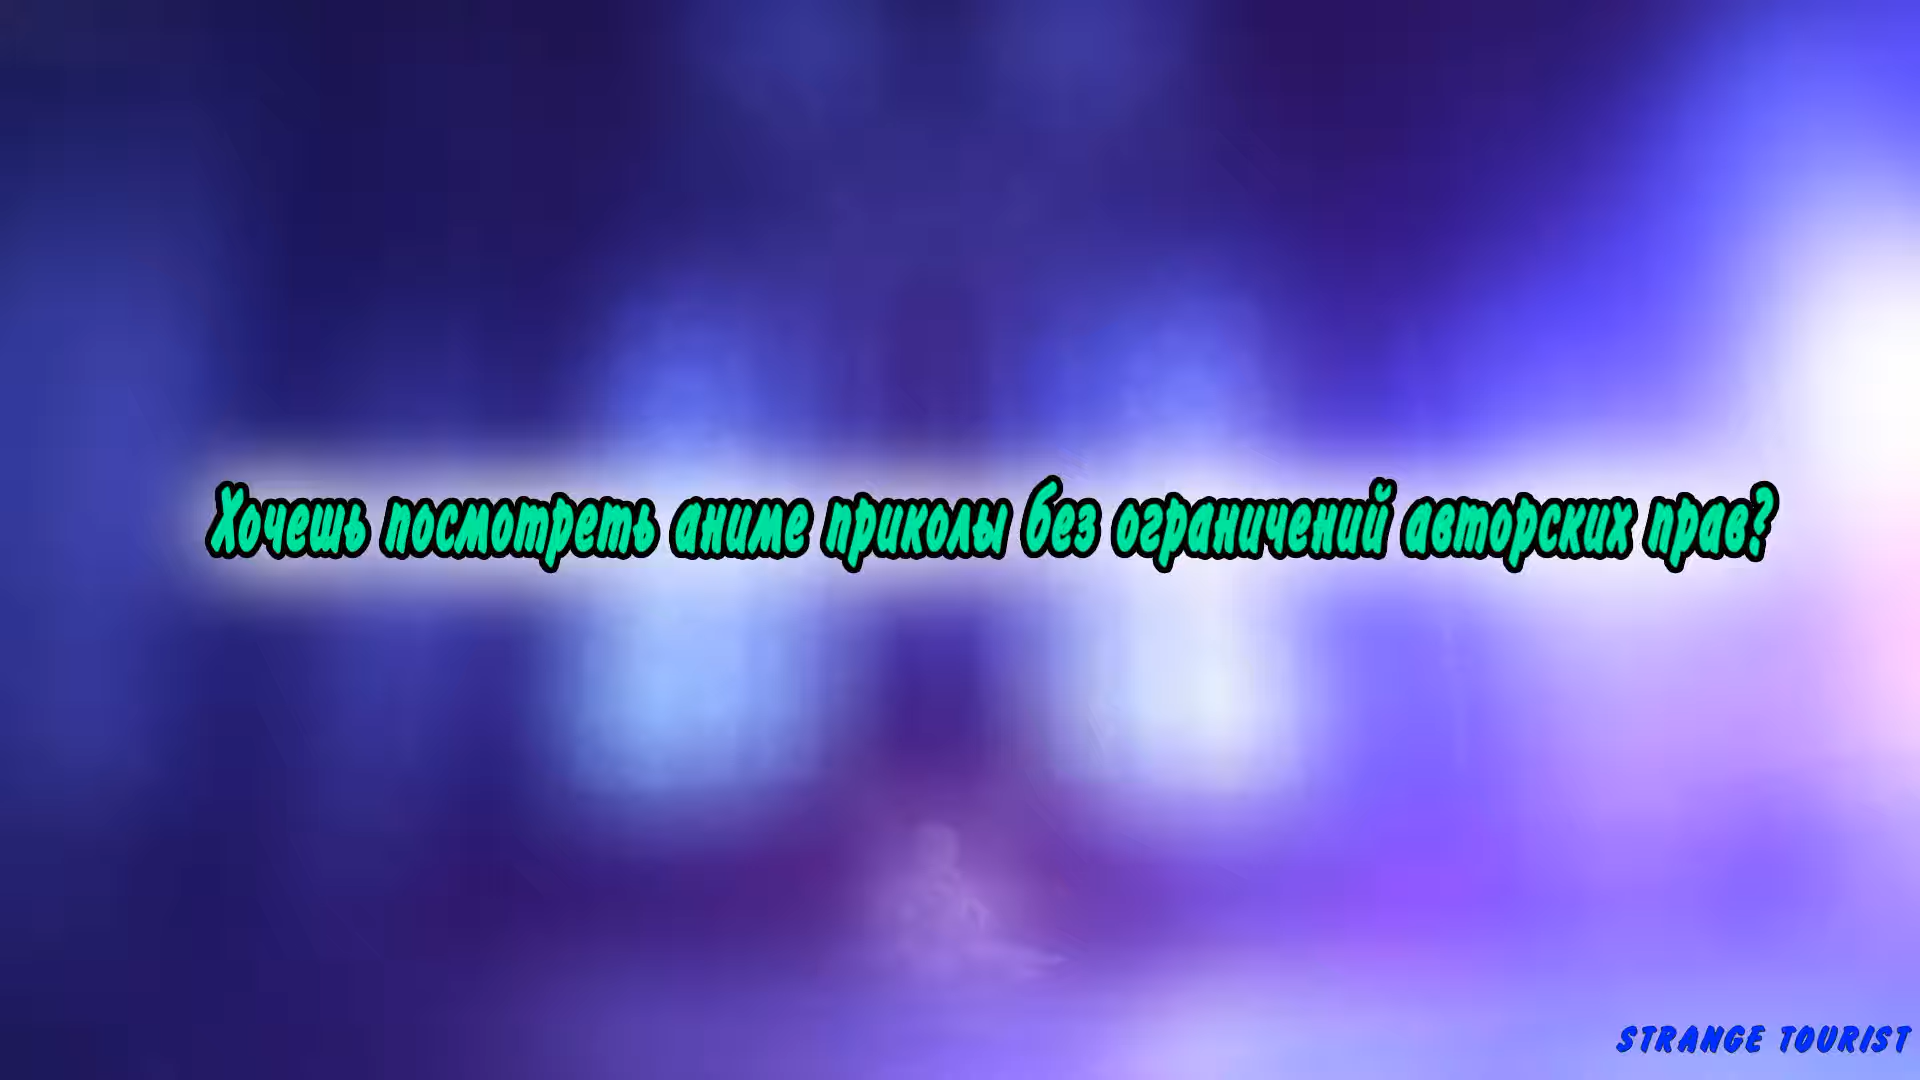 Хочешь посмотреть аниме приколы без ограничений авторских прав?
STRANGE TOURIST